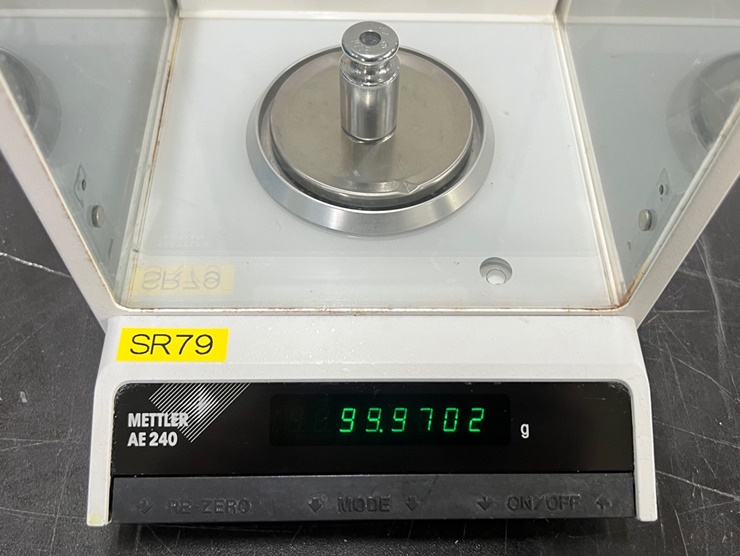 SR79
METTLER
AE 240
99.9702 g
RE-ZERO MODE ON/OFF